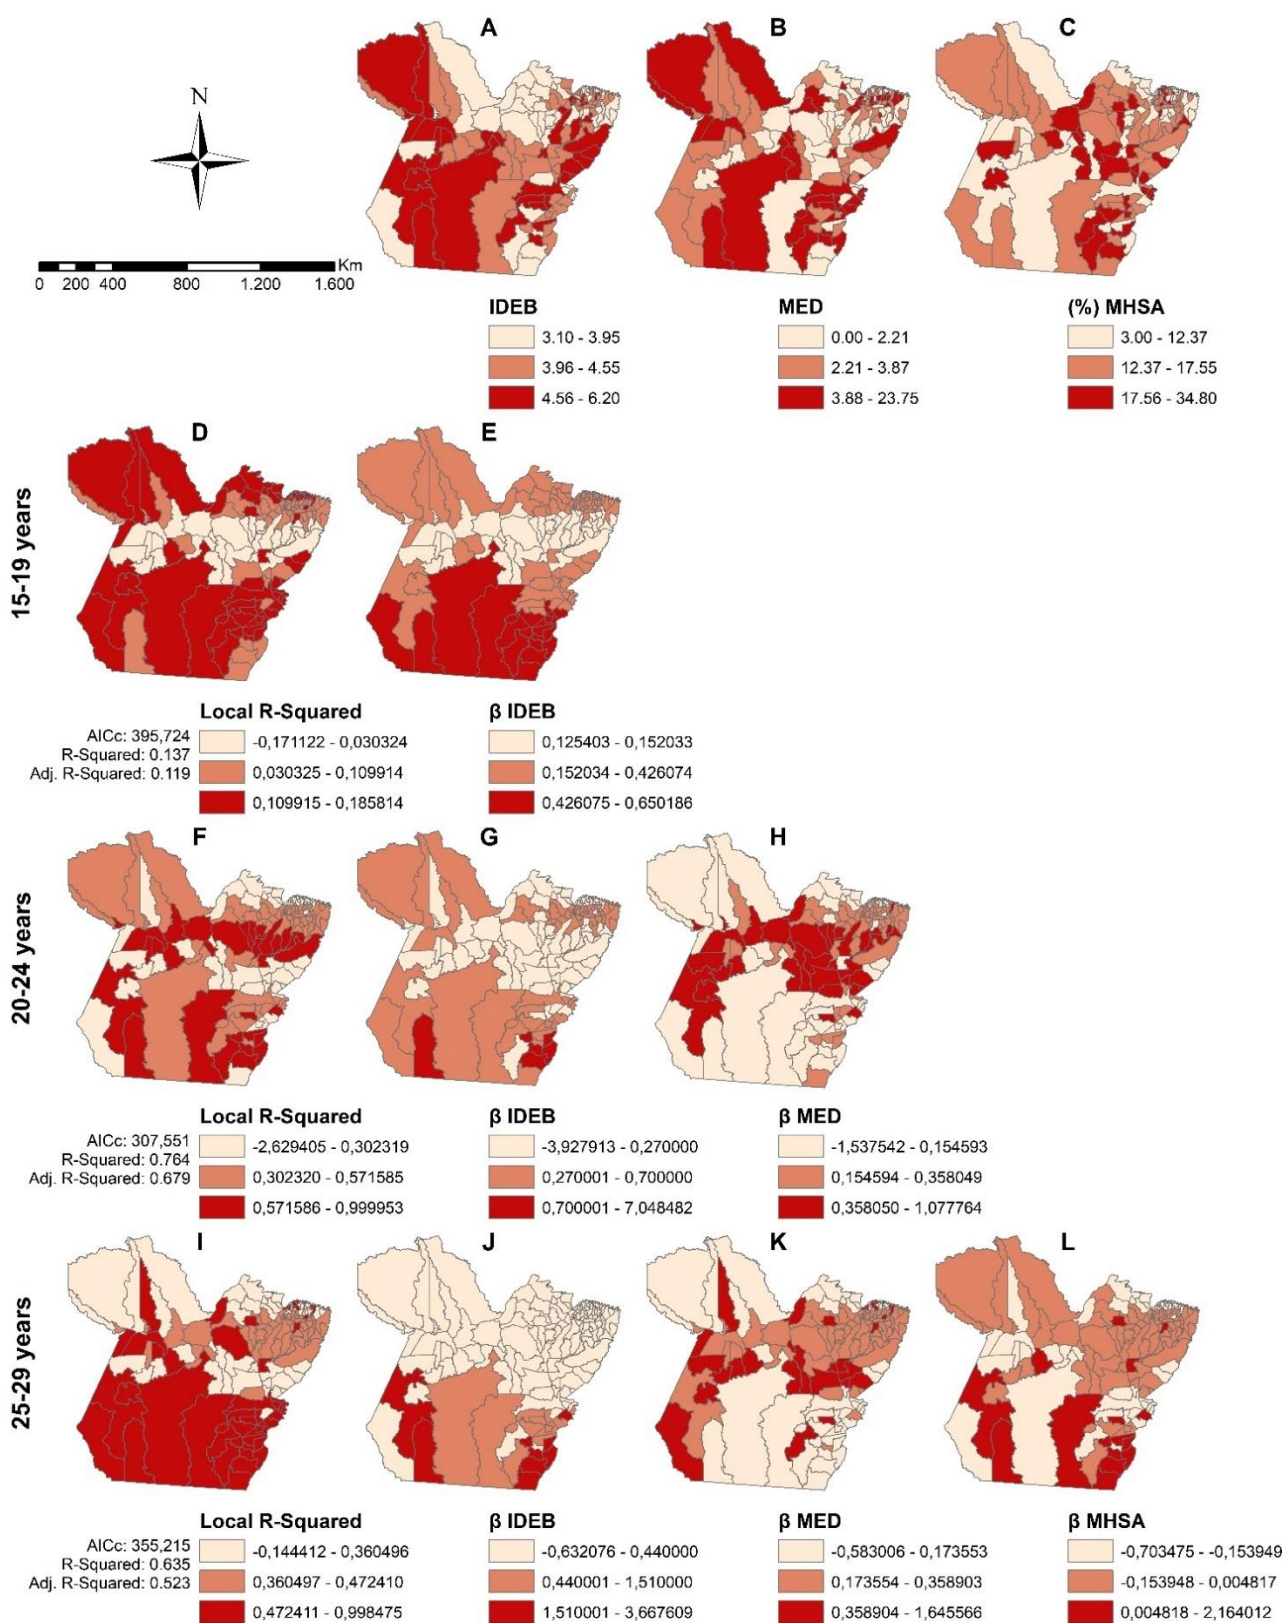 A
B
C
N
Km
0 200 400 800 1.200 1.600
IDEB
3.10 - 3.95
3.96 - 4.55
4.56 - 6.20
MED
0.00 - 2.21
2.21 - 3.87
3.88 - 23.75
(%) MHSA
3.00 - 12.37
12.37 - 17.55
17.56 - 34.80
15-19 years
D
E
AICc: 395,724
R-Squared: 0.137
Adj. R-Squared: 0.119
Local R-Squared
-0,171122 - 0,030324
0,030325 - 0,109914
0,109915 - 0,185814
β IDEB
0,125403 - 0,152033
0,152034 - 0,426074
0,426075 - 0,650186
20-24 years
F
G
H
AICc: 307,551
R-Squared: 0.764
Adj. R-Squared: 0.679
Local R-Squared
-2,629405 - 0,302319
0,302320 - 0,571585
0,571586 - 0,999953
β IDEB
-3,927913 - 0,270000
0,270001 - 0,700000
0,700001 - 7,048482
β MED
-1,537542 - 0,154593
0,154594 - 0,358049
0,358050 - 1,077764
25-29 years
I
J
K
L
AICc: 355,215
R-Squared: 0.635
Adj. R-Squared: 0.523
Local R-Squared
-0,144412 - 0,360496
0,360497 - 0,472410
0,472411 - 0,998475
β IDEB
-0,632076 - 0,440000
0,440001 - 1,510000
1,510001 - 3,667609
β MED
-0,583006 - 0,173553
0,173554 - 0,358903
0,358904 - 1,645566
β MHSA
-0,703475 - -0,153949
-0,153948 - 0,004817
0,004818 - 2,164012